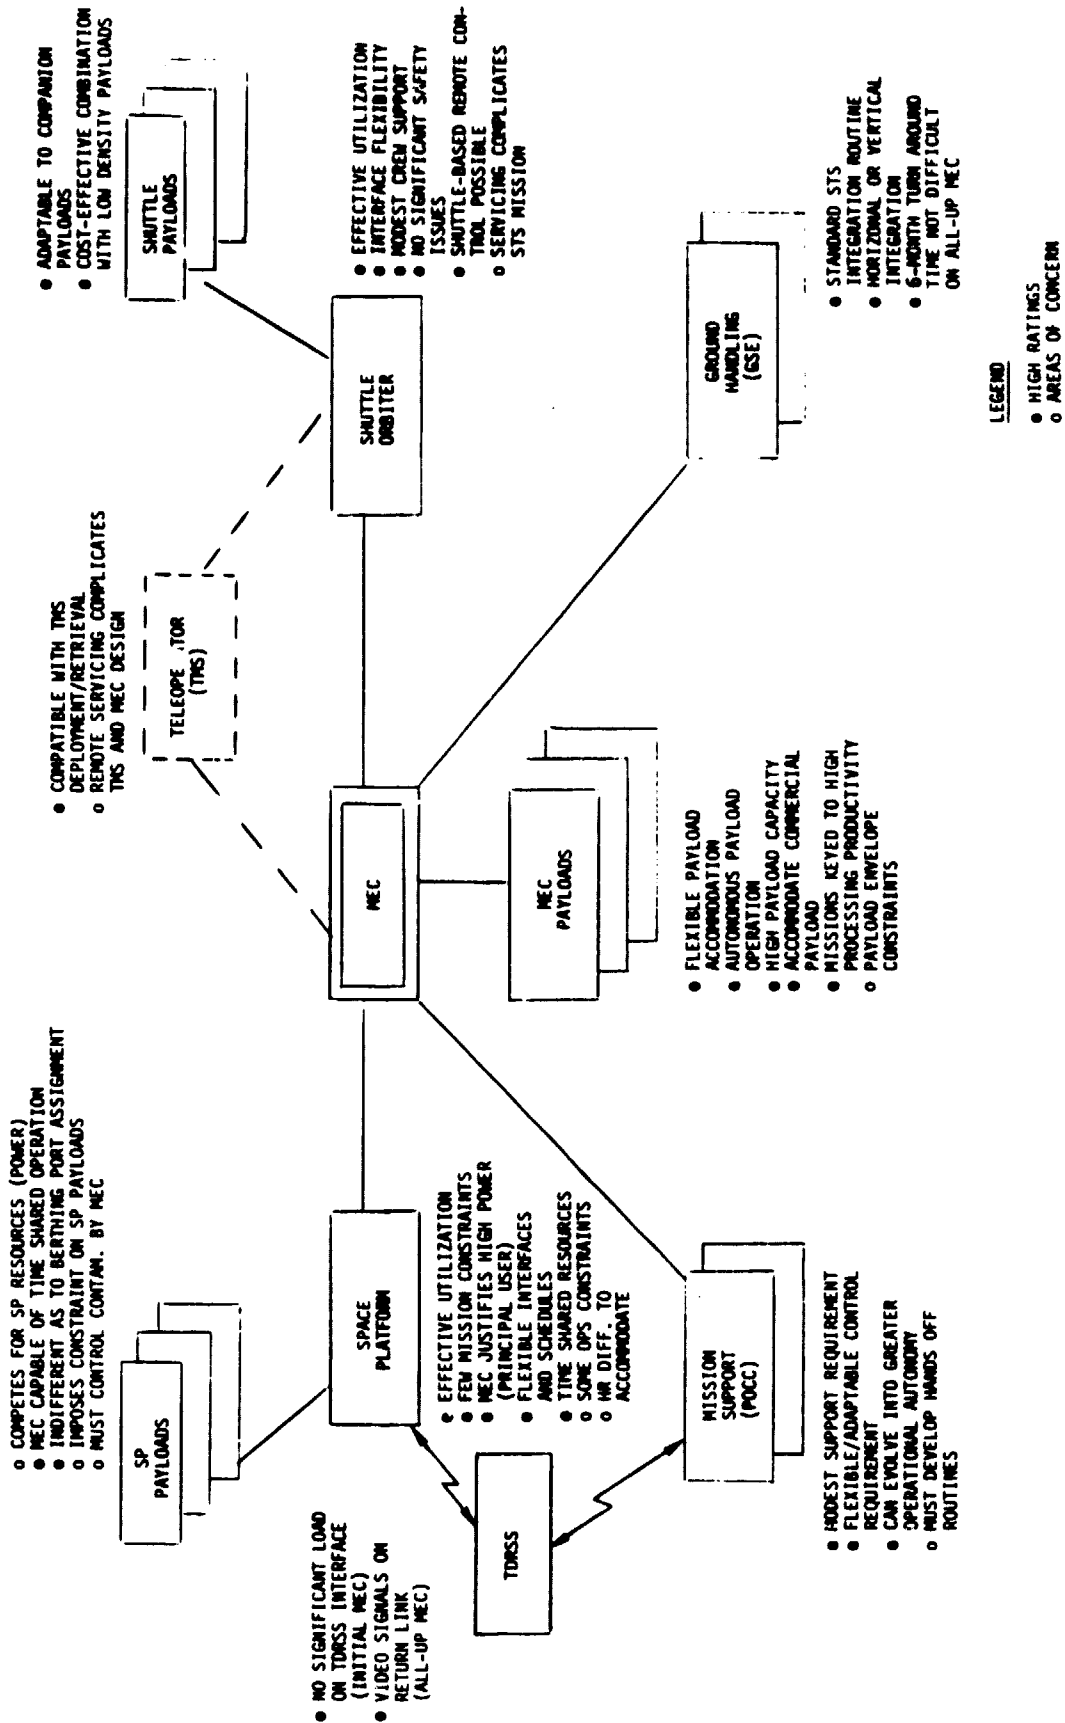 o COMPETES FOR SP RESOURCES (POWER)
● MEC CAPABLE OF TIME SHARED OPERATION
● INDIFFERENT AS TO BERTHING PORT ASSIGNMENT
o IMPOSES CONSTRAINT ON SP PAYLOADS
o MUST CONTROL CONTAM. BY MEC
SP
PAYLOADS
● COMPATIBLE WITH TMS
DEPLOYMENT/RETRIEVAL
o REMOTE SERVICING COMPLICATES
TMS AND MEC DESIGN
TELEOPE TOR
(TMS)
● ADAPTABLE TO COMPANION
PAYLOADS
● COST-EFFECTIVE COMBINATION
WITH LOW DENSITY PAYLOADS
SHUTTLE
PAYLOADS
● NO SIGNIFICANT LOAD
ON TDRSS INTERFACE
(INITIAL MEC)
● VIDEO SIGNALS ON
RETURN LINK
(ALL-UP MEC)
SPACE
PLATFORM
● EFFECTIVE UTILIZATION
● FEW MISSION CONSTRAINTS
● MEC JUSTIFIES HIGH POWER
(PRINCIPAL USER)
● FLEXIBLE INTERFACES
AND SCHEDULES
● TIME SHARED RESOURCES
o SOME OPS CONSTRAINTS
o HR DIFF. TO
ACCOMMODATE
MEC
SHUTTLE
ORBITER
● EFFECTIVE UTILIZATION
● INTERFACE FLEXIBILITY
● MODEST CREW SUPPORT
● NO SIGNIFICANT SAFETY
ISSUES
● SHUTTLE-BASED REMOTE CON-
TROL POSSIBLE
o SERVICING COMPLICATES
STS MISSION
TDRSS
MEC
PAYLOADS
MISSION
SUPPORT
(POCC)
● FLEXIBLE PAYLOAD
ACCOMMODATION
● AUTONOMOUS PAYLOAD
OPERATION
● HIGH PAYLOAD CAPACITY
● ACCOMMODATE COMMERCIAL
PAYLOAD
● MISSIONS KEYED TO HIGH
PROCESSING PRODUCTIVITY
o PAYLOAD ENVELOPE
CONSTRAINTS
GROUND
HANDLING
(GSE)
● MODEST SUPPORT REQUIREMENT
● FLEXIBLE/ADAPTABLE CONTROL
REQUIREMENT
● CAN EVOLVE INTO GREATER
OPERATIONAL AUTONOMY
o MUST DEVELOP HANDS OFF
ROUTINES
● STANDARD STS
INTEGRATION ROUTINE
● HORIZONAL OR VERTICAL
INTEGRATION
● 6-MONTH TURN AROUND
TIME NOT DIFFICULT
ON ALL-UP MEC
LEGEND
● HIGH RATINGS
o AREAS OF CONCERN